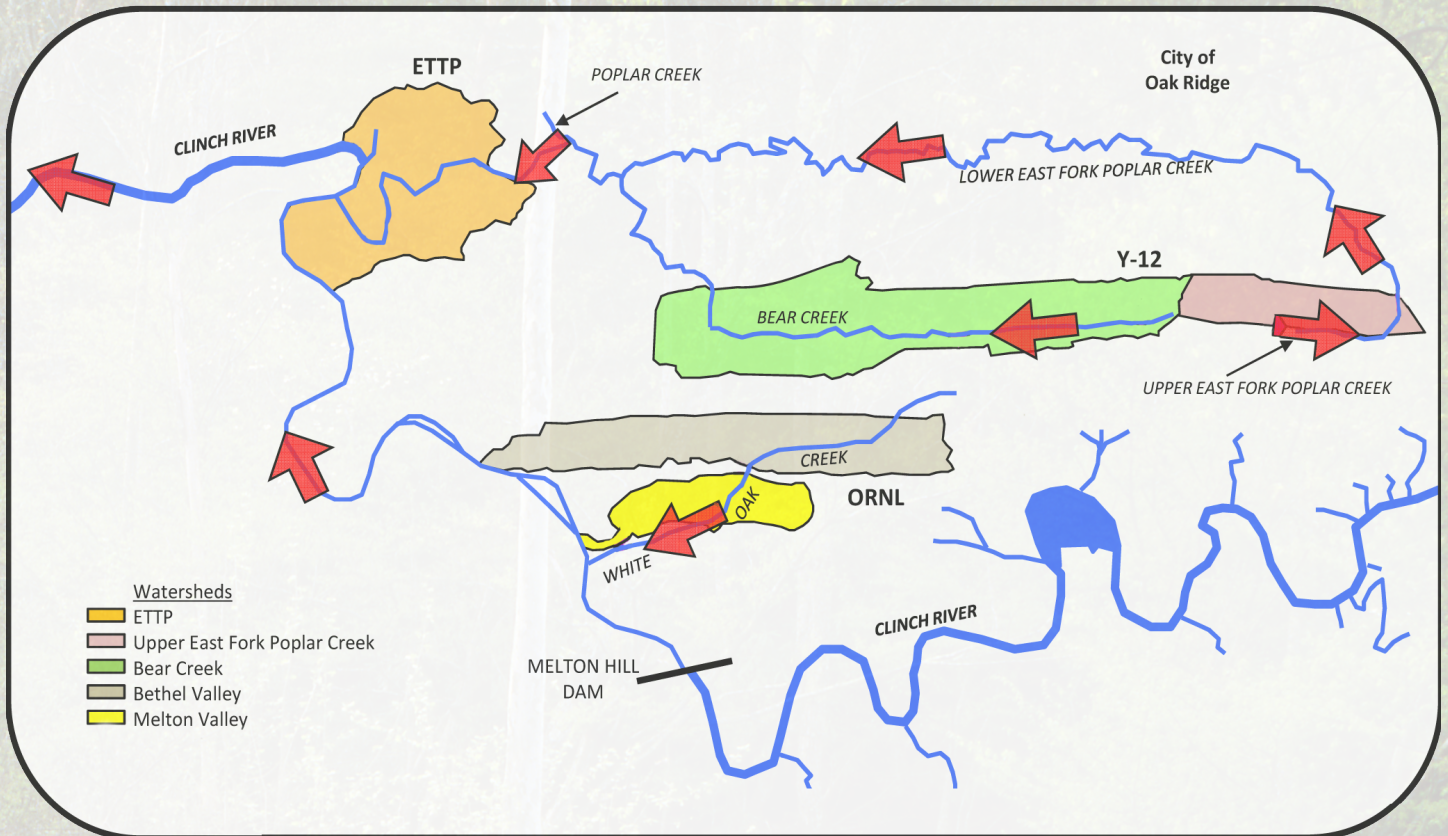 ETTP
POPLAR CREEK
City of
Oak Ridge
CLINCH RIVER
LOWER EAST FORK POPLAR CREEK
Y-12
BEAR CREEK
UPPER EAST FORK POPLAR CREEK
CREEK
OAK
WHITE
ORNL
CLINCH RIVER
MELTON HILL
DAM
Watersheds
ETTP
Upper East Fork Poplar Creek
Bear Creek
Bethel Valley
Melton Valley